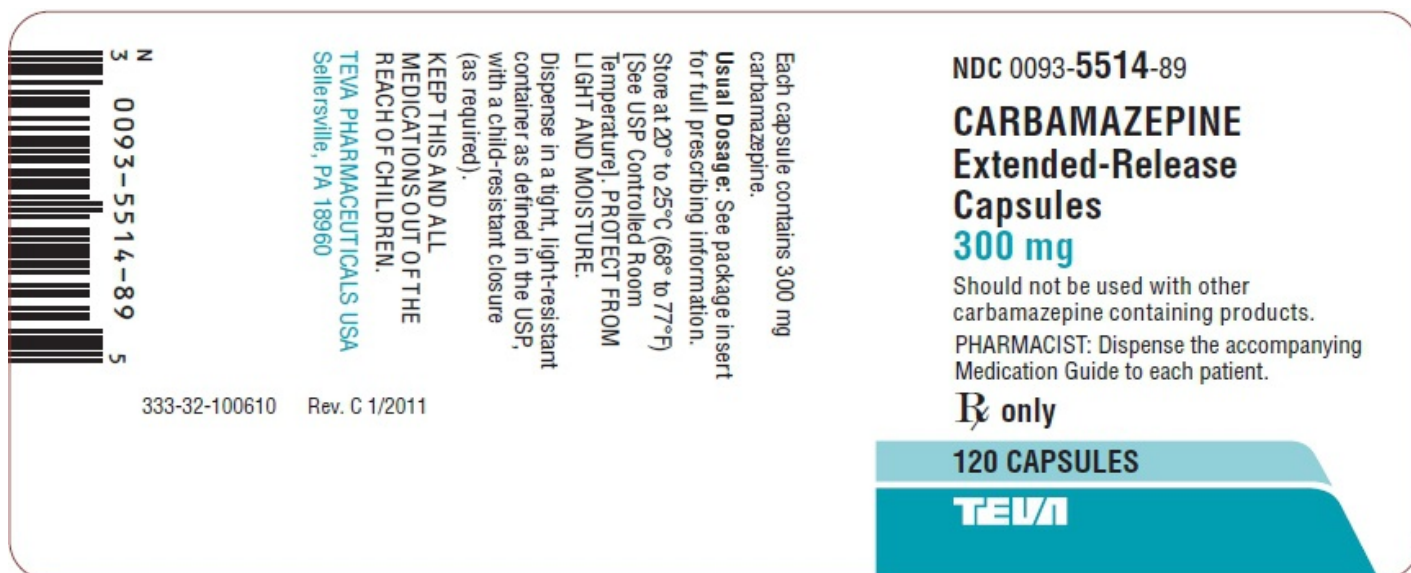 NDC 0093-5514-89
CARBAMAZEPINE
Extended-Release
Capsules
300 mg
Should not be used with other
carbamazepine containing products.
PHARMACIST: Dispense the accompanying
Medication Guide to each patient.
Rx only
120 CAPSULES
TEVA
Each capsule contains 300 mg
carbamazepine.
Usual Dosage: See package insert
for full prescribing information.
Store at 20° to 25°C (68° to 77°F)
[See USP Controlled Room
Temperature]. PROTECT FROM
LIGHT AND MOISTURE.
Dispense in a tight, light-resistant
container as defined in the USP,
with a child-resistant closure
(as required).
KEEP THIS AND ALL
MEDICATIONS OUT OF THE
REACH OF CHILDREN.
TEVA PHARMACEUTICALS USA
Sellersville, PA 18960
N
3 0093-5514-89 5
333-32-100610 Rev. C 1/2011